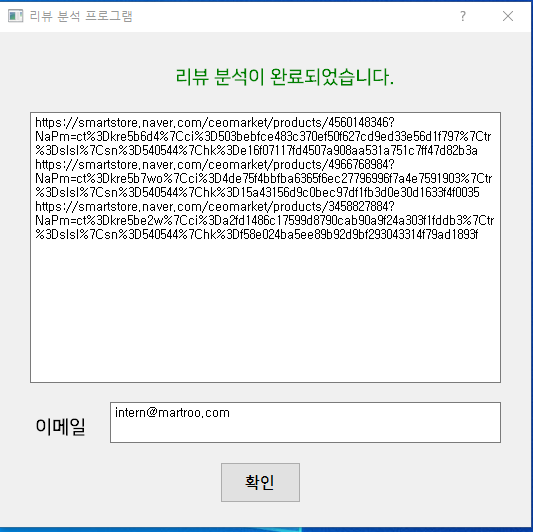 리뷰 분석 프로그램
리뷰 분석이 완료되었습니다.
https://smartstore.naver.com/ceomarket/products/4560148346?
NaPm=ct%3Dkre5b6d4%7Cci%3D503bebfce483c370ef50f627cd9ed33e56d1f797%7Ctr
%3Dslsl%7Csn%3D540544%7Chk%3De16f07117fd4507a908aa531a751c7ff47d82b3a
https://smartstore.naver.com/ceomarket/products/4966768984?
NaPm=ct%3Dkre5b7wo%7Cci%3D4de75f4bbfba6365f6ec27796996f7a4e7591903%7Ctr
%3Dslsl%7Csn%3D540544%7Chk%3D15a43156d9c0bec97df1fb3d0e30d1633f4f0035
https://smartstore.naver.com/ceomarket/products/3458827884?
NaPm=ct%3Dkre5be2w%7Cci%3Da2fd1486c17599d8790cab90a9f24a303f1fddb3%7Ctr
%3Dslsl%7Csn%3D540544%7Chk%3Df58e024ba5ee89b92d9bf293043314f79ad1893f
이메일
intern@martroo.com
확인